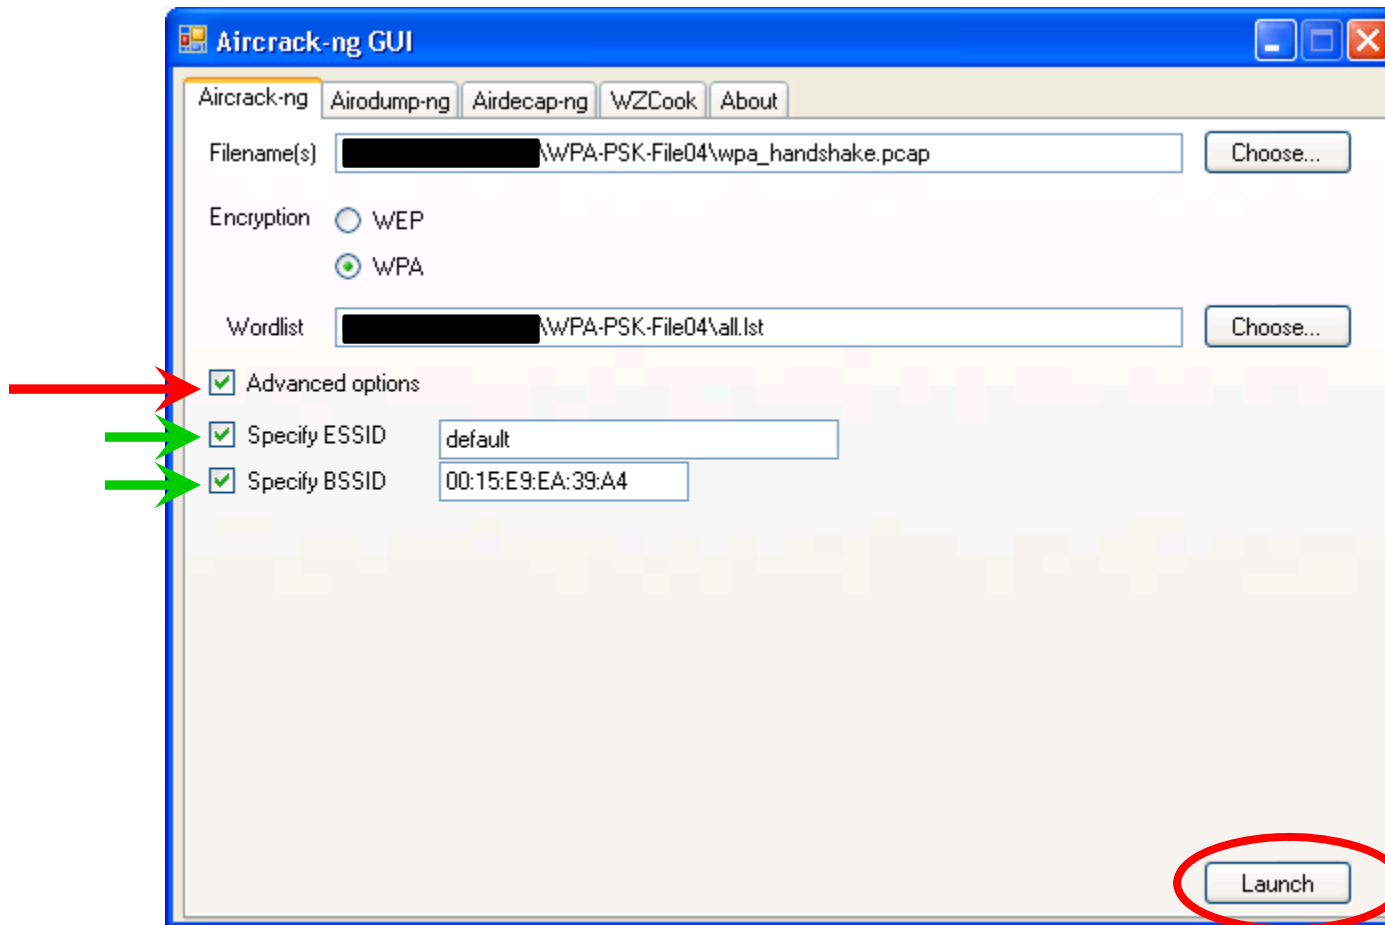 Aircrack-ng GUI
Aircrack-ng Airodump-ng Airdecap-ng WZCook About
Filename(s) \WPA-PSK-File04\wpa_handshake.pcap Choose...
Encryption WEP
WPA
Wordlist \WPA-PSK-File04\all.lst Choose...
Advanced options
Specify ESSID default
Specify BSSID 00:15:E9:EA:39:A4
Launch